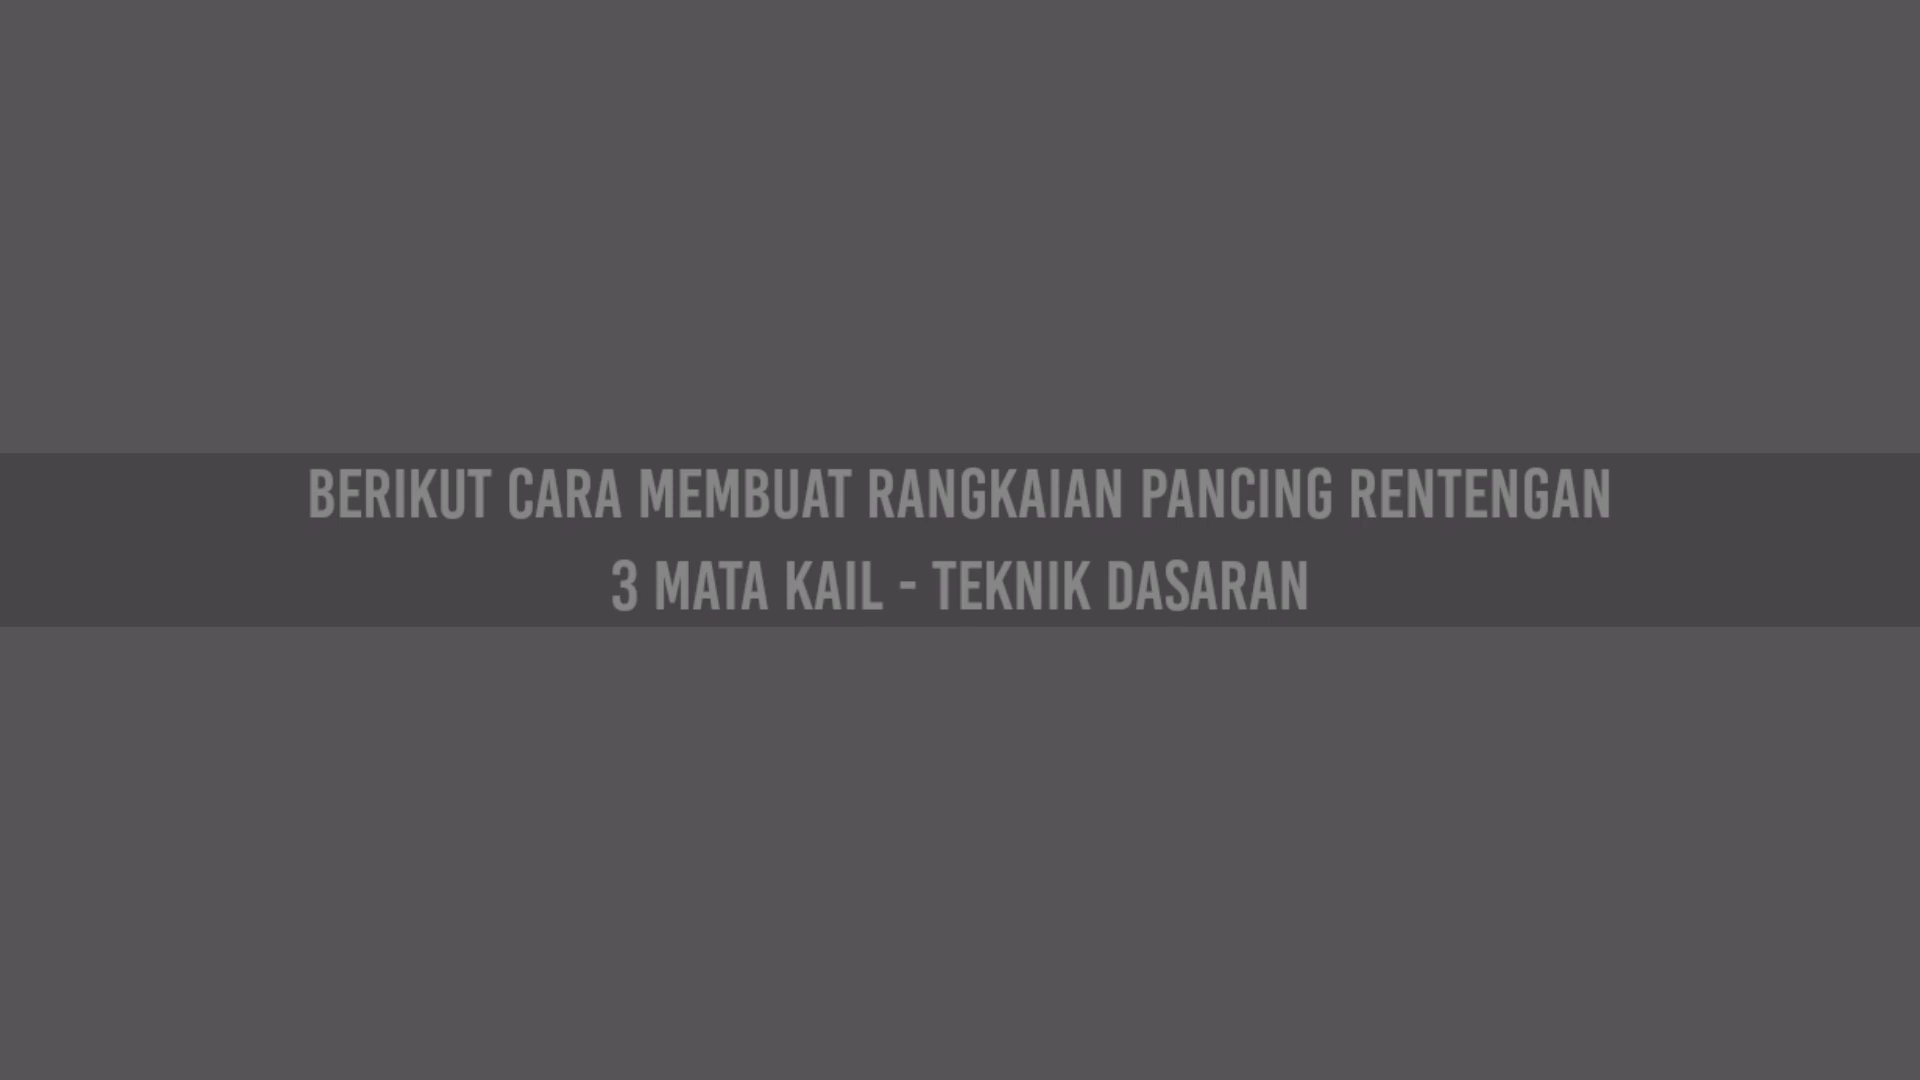 BERIKUT CARA MEMBUAT RANGKAIAN PANCING RENTENGAN
3 MATA KAIL - TEKNIK DASARAN